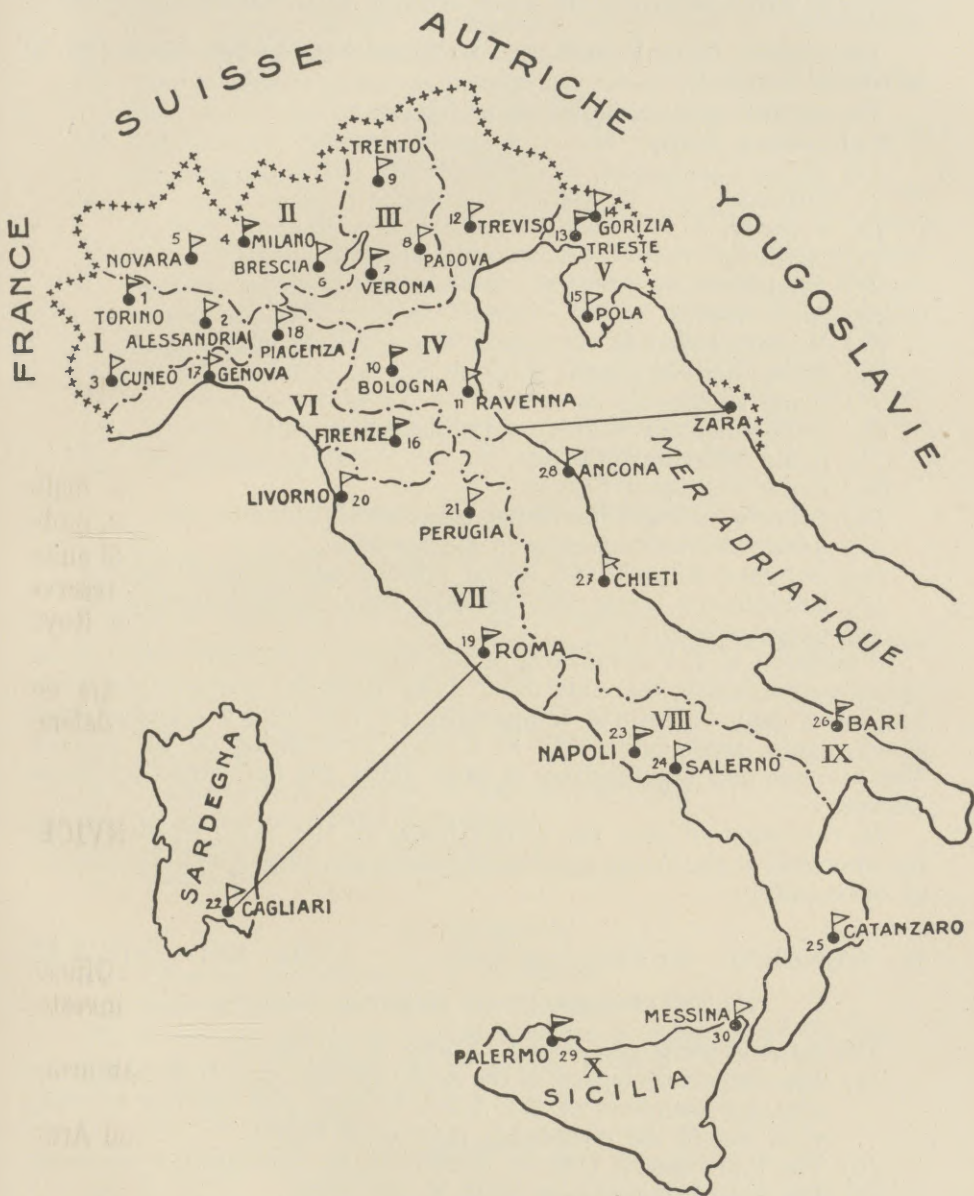 SUISSE
AUTRICHE
FRANCE
YOUGOSLAVIE
TRENTO
9
II
III
12
TREVISO
14
GORIZIA
13
TRIESTE
5
NOVARA
4
MILANO
BRESCIA
6
8
PADOVA
7
VERONA
V
15
POLA
1
TORINO
2
ALESSANDRIA
18
PIACENZA
IV
I
3
CUNEO
17
GENOVA
10
BOLOGNA
11
RAVENNA
ZARA
VI
FIRENZE
16
28
ANCONA
MER ADRIATIQUE
LIVORNO
20
21
PERUGIA
27
CHIETI
VII
19
ROMA
VIII
26
BARI
23
NAPOLI
24
SALERNO
IX
SARDEGNA
22
CAGLIARI
25
CATANZARO
MESSINA
30
PALERMO
29
X
SICILIA